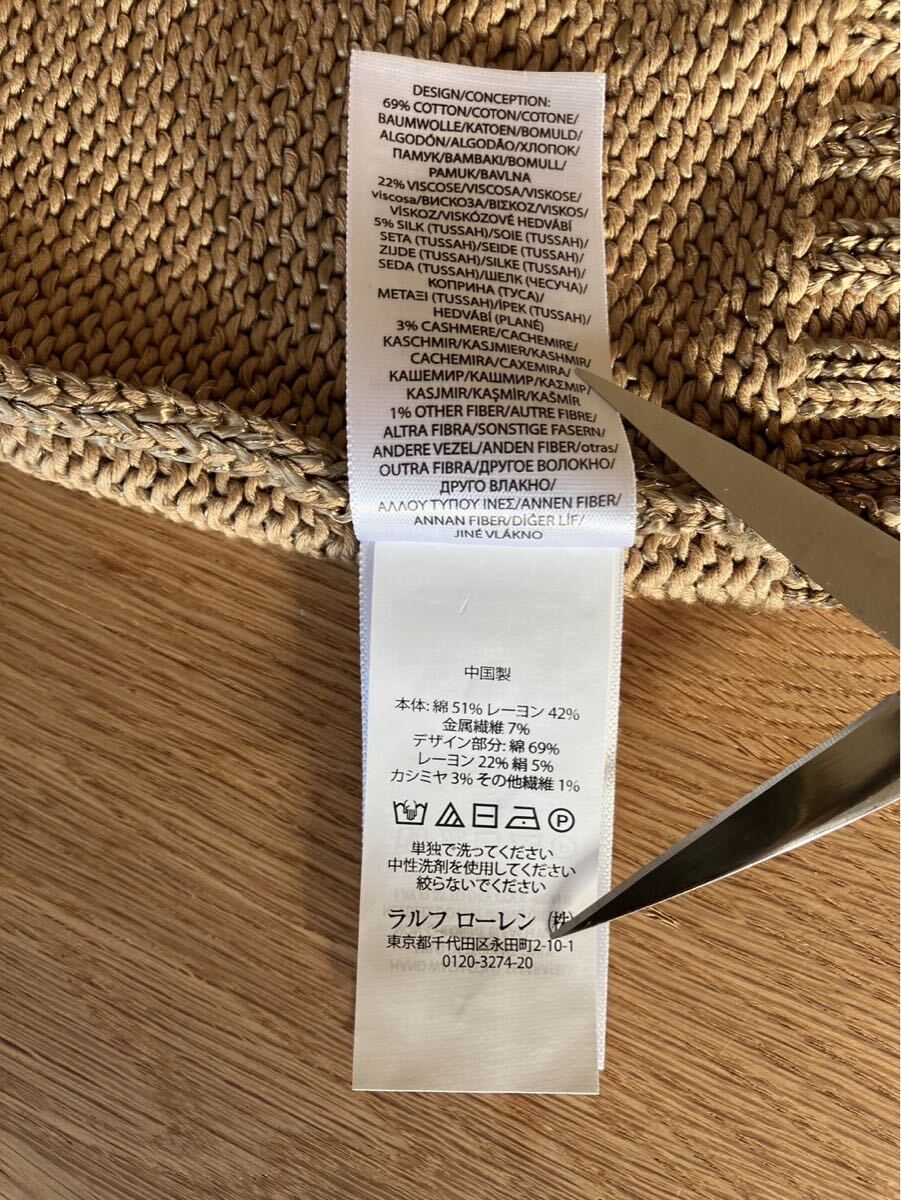 DESIGN/CONCEPTION:
69% COTTON/COTON/COTONE/
BAUMWOLLE/KATOEN/BOMULD/
ALGODÓN/ALGODÃO/ХЛОПОК/
ПАМУК/BAMBAKI/BOMULL/
PAMUK/BAVLNA
22% VISCOSE/VISCOSA/VISKOSE/
viscosa/ВИСКОЗА/ΒΙΣΚΟΖ/VISKOS/
VİSKOZ/VISKÓZOVÉ HEDVÁBÍ
5% SILK (TUSSAH)/SOIE (TUSSAH)/
SETA (TUSSAH)/SEIDE (TUSSAH)/
ZIJDE (TUSSAH)/SILKE (TUSSAH)/
SEDA (TUSSAH)/ШЕЛК (ЧЕСУЧА)/
КОПРИНА (ТУСА)/
ΜΕΤΑΞΙ (TUSSAH)/İPEK (TUSSAH)/
HEDVÁBÍ (PLANÉ)
3% CASHMERE/CACHEMIRE/
KASCHMIR/KASJMIER/KASHMIR/
CACHEMIRA/CAXEMIRA/
КАШЕМИР/КАШМИР/ΚΑΣΜΙΡ/
KASJMIR/KAŞMİR/KAŠMÍR
1% OTHER FIBER/AUTRE FIBRE/
ALTRA FIBRA/SONSTIGE FASERN/
ANDERE VEZEL/ANDEN FIBER/otras/
OUTRA FIBRA/ДРУГОЕ ВОЛОКНО/
ДРУГО ВЛАКНО/
ΑΛΛΟΥ ΤΥΠΟΥ ΙΝΕΣ/ANNEN FIBER/
ANNAN FIBER/DİĞER LİF/
JINÉ VLÁKNO
中国製
本体: 綿 51% レーヨン 42%
金属繊維 7%
デザイン部分: 綿 69%
レーヨン 22% 絹 5%
カシミヤ 3% その他繊維 1%
P
単独で洗ってください
中性洗剤を使用してください
絞らないでください
ラルフ ローレン (株)
東京都千代田区永田町2-10-1
0120-3274-20